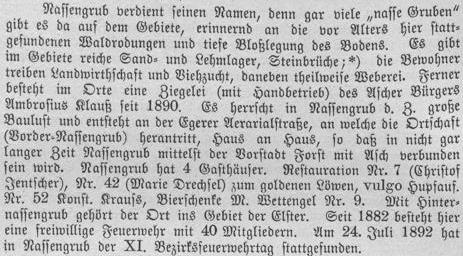 Nassengrub verdient seinen Namen, denn gar viele „nasse Gruben"
gibt es da auf dem Gebiete, erinnernd an die vor Alters hier statt-
gefundenen Waldrodungen und tiefe Bloßlegung des Bodens. Es gibt
im Gebiete reiche Sand- und Lehmlager, Steinbrüche;*) die Bewohner
treiben Landwirthschaft und Viehzucht, daneben theilweise Weberei. Ferner
besteht im Orte eine Ziegelei (mit Handbetrieb) des Ascher Bürgers
Ambrosius Klauß seit 1890. Es herrscht in Nassengrub d. Z. große
Baulust und entsteht an der Egerer Aerarialstraße, an welche die Ortschaft
(Vorder-Nassengrub) herantritt, Haus an Haus, so daß in nicht gar
langer Zeit Nassengrub mittelst der Vorstadt Forst mit Asch verbunden
sein wird. Nassengrub hat 4 Gasthäuser. Restauration Nr. 7 (Christof
Jentscher), Nr. 42 (Marie Drechsel) zum goldenen Löwen, vulgo Hupfauf.
Nr. 52 Konst. Krauss, Bierschenke M. Wettengel Nr. 9. Mit Hinter-
nassengrub gehört der Ort ins Gebiet der Elster. Seit 1882 besteht hier
eine freiwillige Feuerwehr mit 40 Mitgliedern. Am 24. Juli 1892 hat
in Nassengrub der XI. Bezirksfeuerwehrtag stattgefunden.